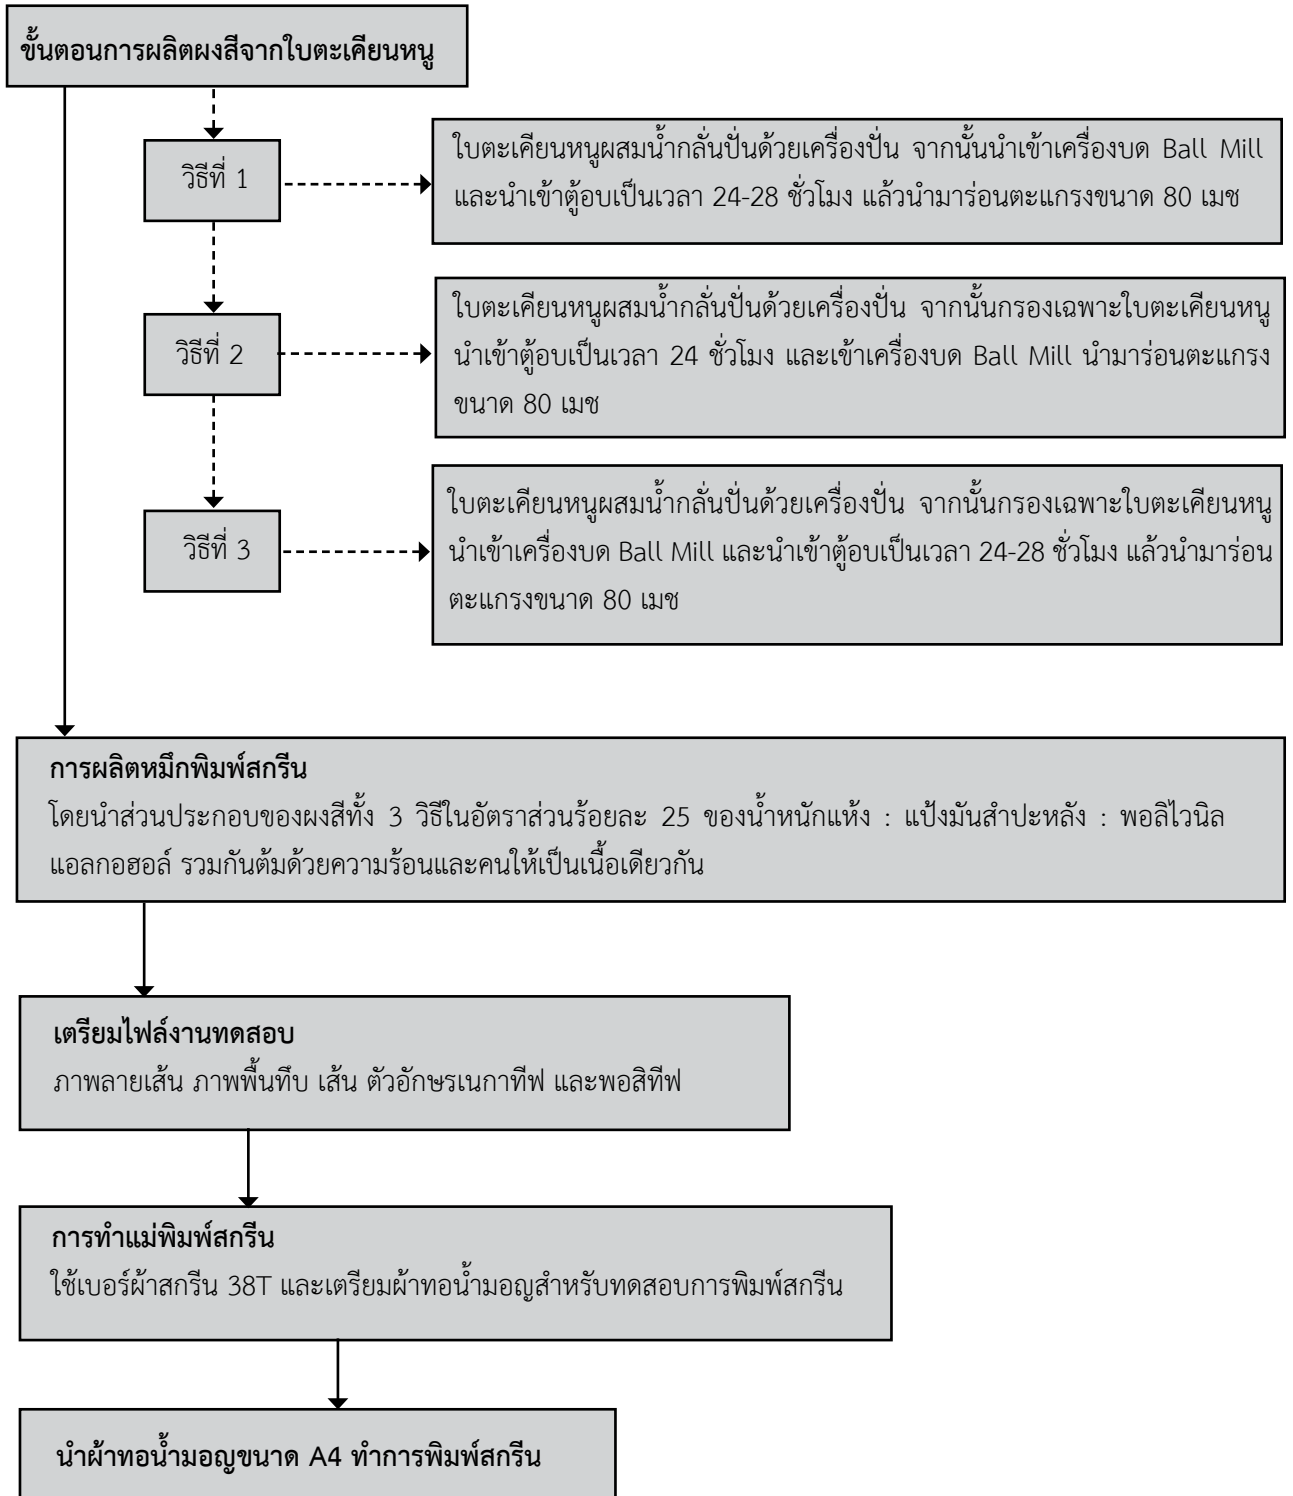 ขั้นตอนการผลิตผงสีจากใบตะเคียนหนู
วิธีที่ 1
ใบตะเคียนหนูผสมน้ำกลั่นปั่นด้วยเครื่องปั่น จากนั้นนำเข้าเครื่องบด Ball Mill
และนำเข้าตู้อบเป็นเวลา 24-28 ชั่วโมง แล้วนำมาร่อนตะแกรงขนาด 80 เมช
วิธีที่ 2
ใบตะเคียนหนูผสมน้ำกลั่นปั่นด้วยเครื่องปั่น จากนั้นกรองเฉพาะใบตะเคียนหนู
นำเข้าตู้อบเป็นเวลา 24 ชั่วโมง และเข้าเครื่องบด Ball Mill นำมาร่อนตะแกรง
ขนาด 80 เมช
วิธีที่ 3
ใบตะเคียนหนูผสมน้ำกลั่นปั่นด้วยเครื่องปั่น จากนั้นกรองเฉพาะใบตะเคียนหนู
นำเข้าเครื่องบด Ball Mill และนำเข้าตู้อบเป็นเวลา 24-28 ชั่วโมง แล้วนำมาร่อน
ตะแกรงขนาด 80 เมช
การผลิตหมึกพิมพ์สกรีน
โดยนำส่วนประกอบของผงสีทั้ง 3 วิธีในอัตราส่วนร้อยละ 25 ของน้ำหนักแห้ง : แป้งมันสำปะหลัง : พอลิไวนิล
แอลกอฮอล์ รวมกันต้มด้วยความร้อนและคนให้เป็นเนื้อเดียวกัน
เตรียมไฟล์งานทดสอบ
ภาพลายเส้น ภาพพื้นทึบ เส้น ตัวอักษรเนกาทีฟ และพอสิทีฟ
การทำแม่พิมพ์สกรีน
ใช้เบอร์ผ้าสกรีน 38T และเตรียมผ้าทอน้ำมอญสำหรับทดสอบการพิมพ์สกรีน
นำผ้าทอน้ำมอญขนาด A4 ทำการพิมพ์สกรีน